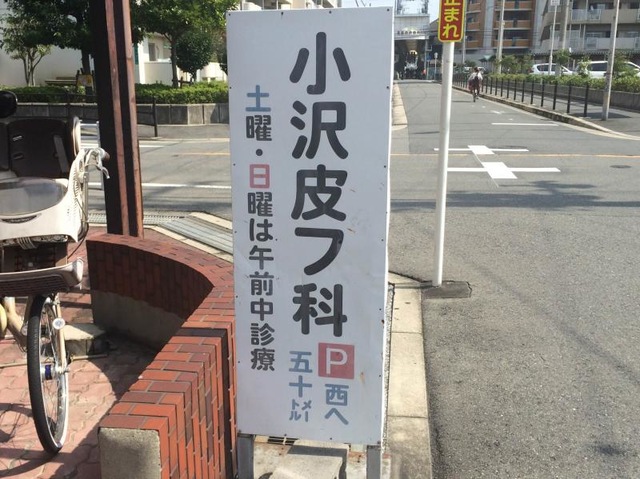 小沢皮フ科
土曜・日曜は午前中診療
P西へ
五十メートル
止まれ